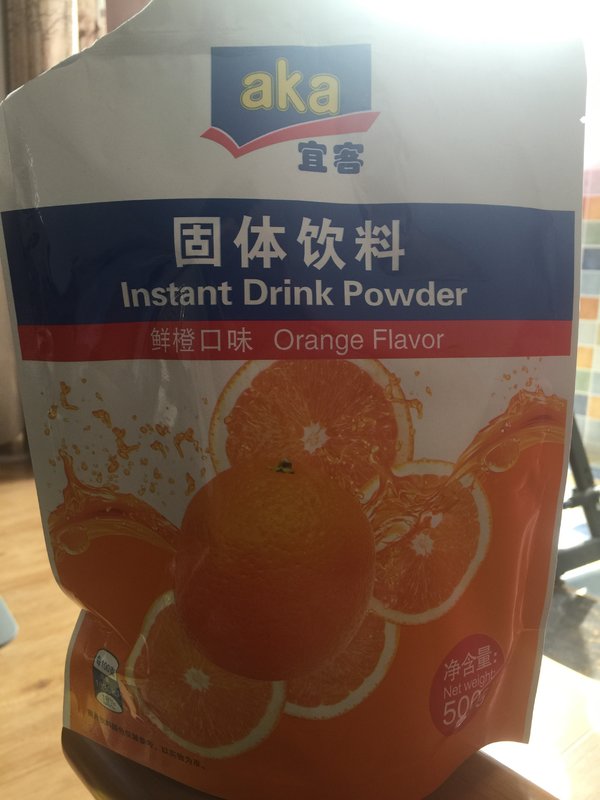 aka
宜客
固体饮料
Instant Drink Powder
鲜橙口味 Orange Flavor
净含量:
Net weight: